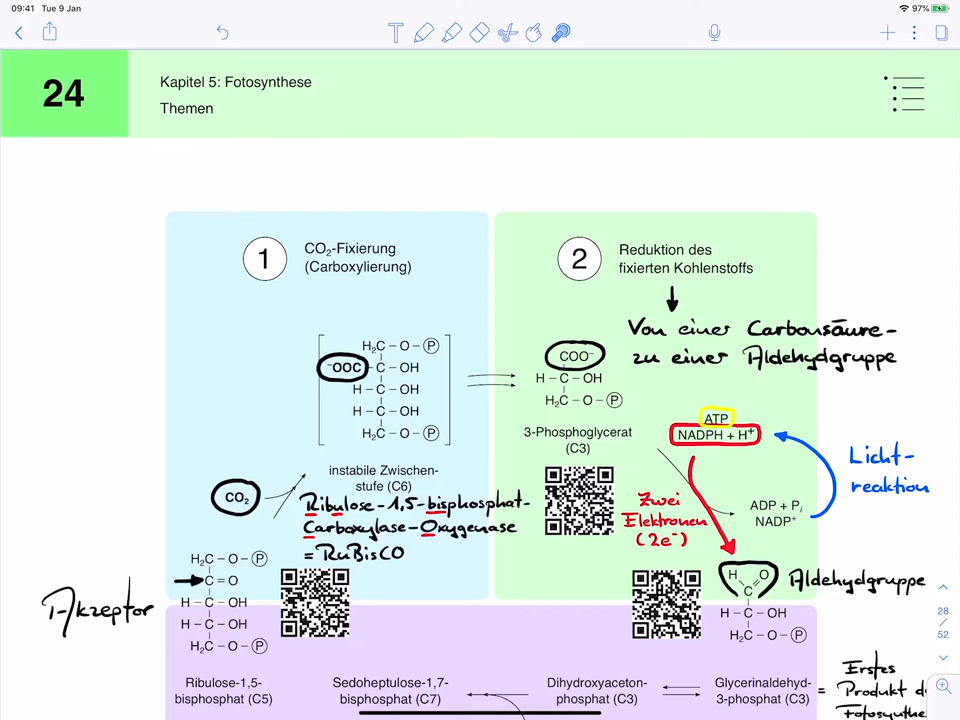 09:41 Tue 9 Jan
97%
24
Kapitel 5: Fotosynthese
Themen
1
CO₂-Fixierung
(Carboxylierung)
2
Reduktion des
fixierten Kohlenstoffs
Von einer Carbonsäure-
zu einer Aldehydgruppe
H₂C – O – P
⁻OOC – C – OH
H – C – OH
H – C – OH
H₂C – O – P
COO⁻
H – C – OH
H₂C – O – P
3-Phosphoglycerat
(C3)
ATP
NADPH + H⁺
Licht-
reaktion
instabile Zwischen-
stufe (C6)
CO₂
Ribulose-1,5-bisphosphat-
Carboxylase-Oxygenase
= RuBisCO
Zwei
Elektronen
(2e⁻)
ADP + Pᵢ
NADP⁺
Akzeptor
H₂C – O – P
C = O
H – C – OH
H – C – OH
H₂C – O – P
H O
C
H – C – OH
H₂C – O – P
Aldehydgruppe
28
/
52
Ribulose-1,5-
bisphosphat (C5)
Sedoheptulose-1,7-
bisphosphat (C7)
Dihydroxyaceton-
phosphat (C3)
Glycerinaldehyd-
3-phosphat (C3)
Erstes
= Produkt d
Fotosynthe